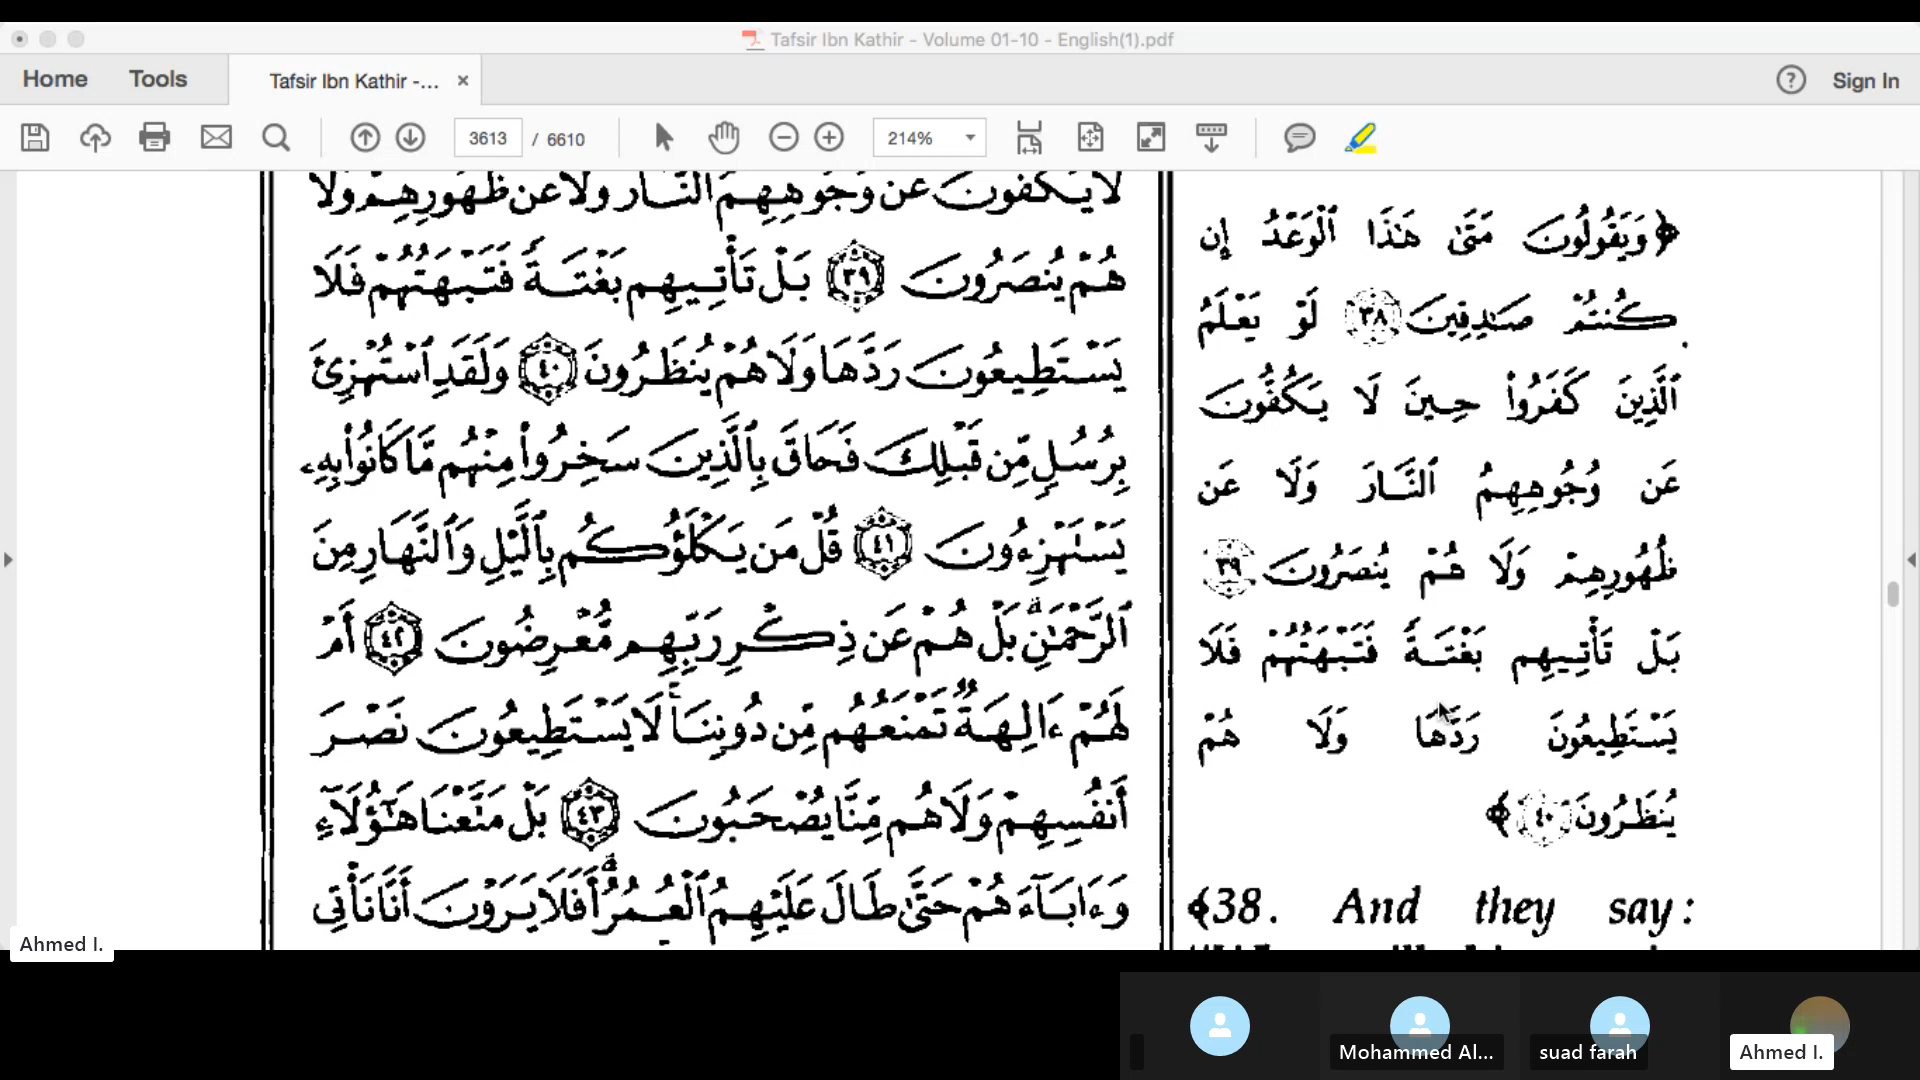 Tafsir Ibn Kathir - Volume 01-10 - English(1).pdf
Home
Tools
Tafsir Ibn Kathir -...
×
?
Sign In
3613 / 6610
214%
لَا يَكُفُّونَ عَن وُجُوهِهِمُ النَّارَ وَلَا عَن ظُهُورِهِمْ وَلَا
هُمْ يُنصَرُونَ ٣٩ بَلْ تَأْتِيهِم بَغْتَةً فَتَبْهَتُهُمْ فَلَا
يَسْتَطِيعُونَ رَدَّهَا وَلَا هُمْ يُنظَرُونَ ٤٠ وَلَقَدِ ٱسْتُهْزِئَ
بِرُسُلٍ مِّن قَبْلِكَ فَحَاقَ بِٱلَّذِينَ سَخِرُوا۟ مِنْهُم مَّا كَانُوا۟ بِهِۦ
يَسْتَهْزِءُونَ ٤١ قُلْ مَن يَكْلَؤُكُم بِٱلَّيْلِ وَٱلنَّهَارِ مِنَ
ٱلرَّحْمَٰنِ ۗ بَلْ هُمْ عَن ذِكْرِ رَبِّهِم مُّعْرِضُونَ ٤٢ أَمْ
لَهُمْ ءَالِهَةٌ تَمْنَعُهُم مِّن دُونِنَا ۚ لَا يَسْتَطِيعُونَ نَصْرَ
أَنفُسِهِمْ وَلَا هُم مِّنَّا يُصْحَبُونَ ٤٣ بَلْ مَتَّعْنَا هَٰٓؤُلَآءِ
وَءَابَآءَهُمْ حَتَّىٰ طَالَ عَلَيْهِمُ ٱلْعُمُرُ ۗ أَفَلَا يَرَوْنَ أَنَّا نَأْتِى
﴿وَيَقُولُونَ مَتَىٰ هَٰذَا ٱلْوَعْدُ إِن
كُنتُمْ صَٰدِقِينَ ٣٨ لَوْ يَعْلَمُ
ٱلَّذِينَ كَفَرُوا۟ حِينَ لَا يَكُفُّونَ
عَن وُجُوهِهِمُ ٱلنَّارَ وَلَا عَن
ظُهُورِهِمْ وَلَا هُمْ يُنصَرُونَ ٣٩
بَلْ تَأْتِيهِم بَغْتَةً فَتَبْهَتُهُمْ فَلَا
يَسْتَطِيعُونَ رَدَّهَا وَلَا هُمْ
يُنظَرُونَ ٤٠﴾
﴾38. And they say:
Ahmed I.
Mohammed Al...
suad farah
Ahmed I.